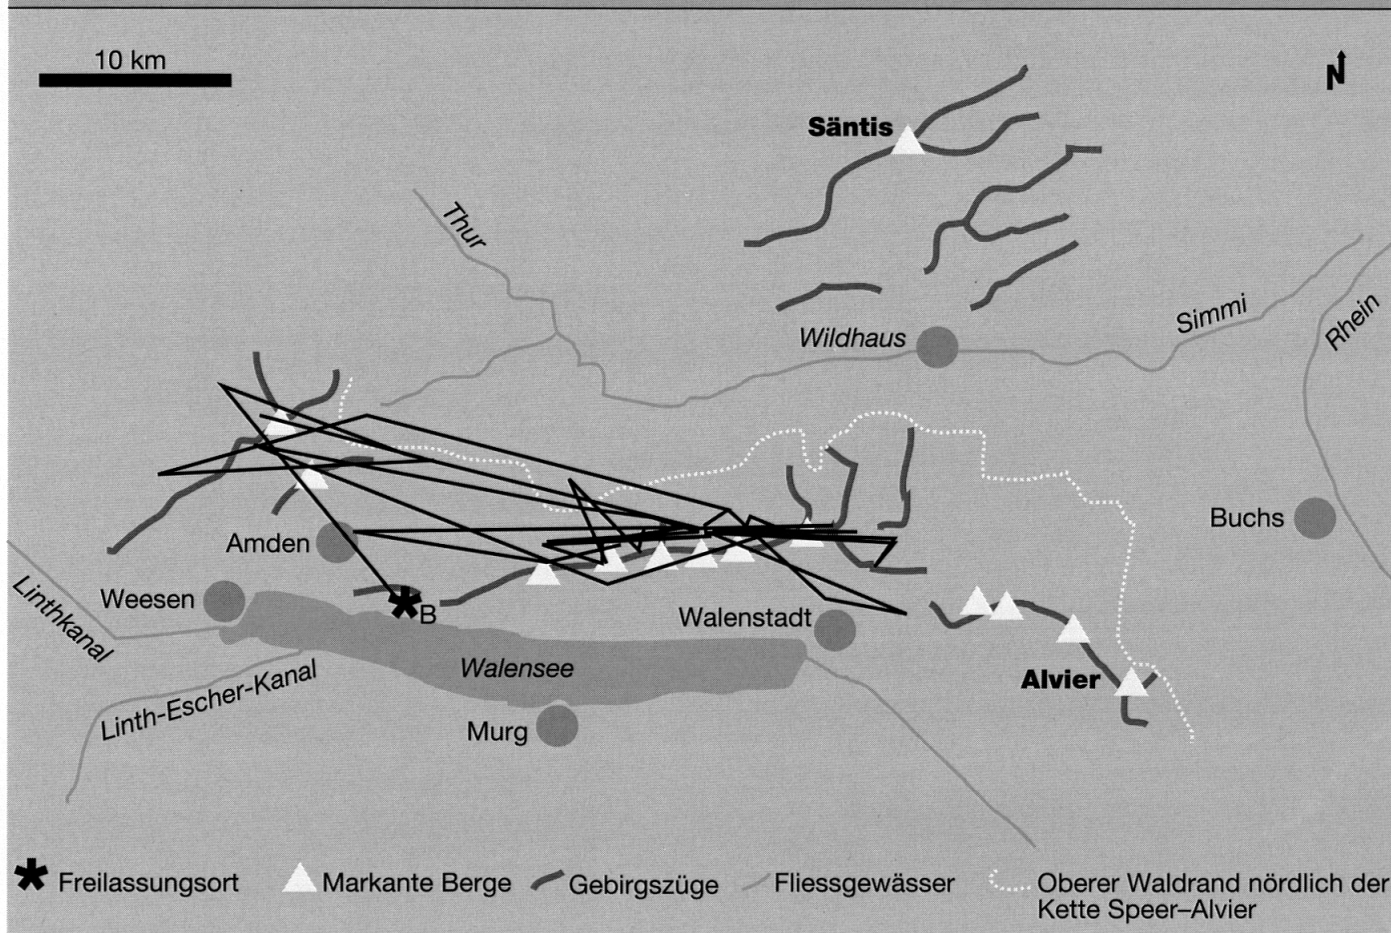 10 km
N
Säntis
Thur
Wildhaus
Simmi
Rhein
Buchs
Amden
Weesen
B
Linthkanal
Walenstadt
Walensee
Alvier
Linth-Escher-Kanal
Murg
* Freilassungsort
Markante Berge
Gebirgszüge
Fliessgewässer
Oberer Waldrand nördlich der
Kette Speer–Alvier